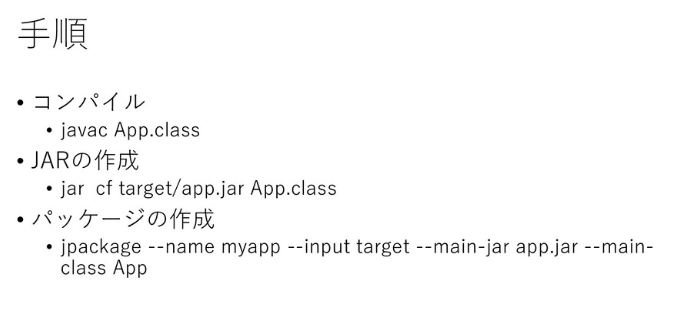 手順
• コンパイル
• javac App.class
• JARの作成
• jar  cf target/app.jar App.class
• パッケージの作成
• jpackage --name myapp --input target --main-jar app.jar --main-
class App